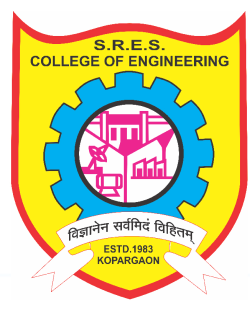 S.R.E.S.
COLLEGE OF ENGINEERING
विज्ञानेन सर्वमिदं विहितम्
ESTD.1983
KOPARGAON